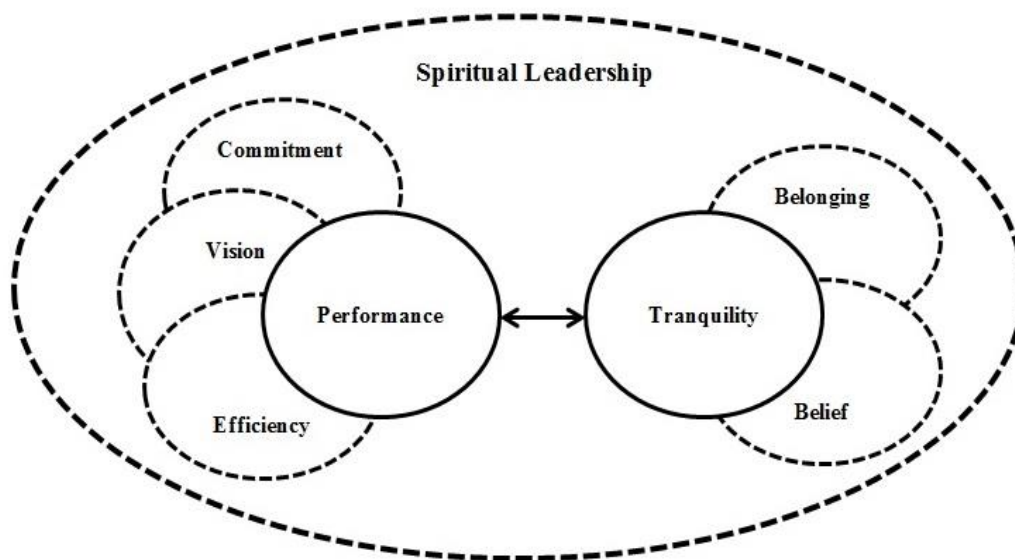 Spiritual Leadership
Commitment
Belonging
Vision
Performance
Tranquility
Efficiency
Belief